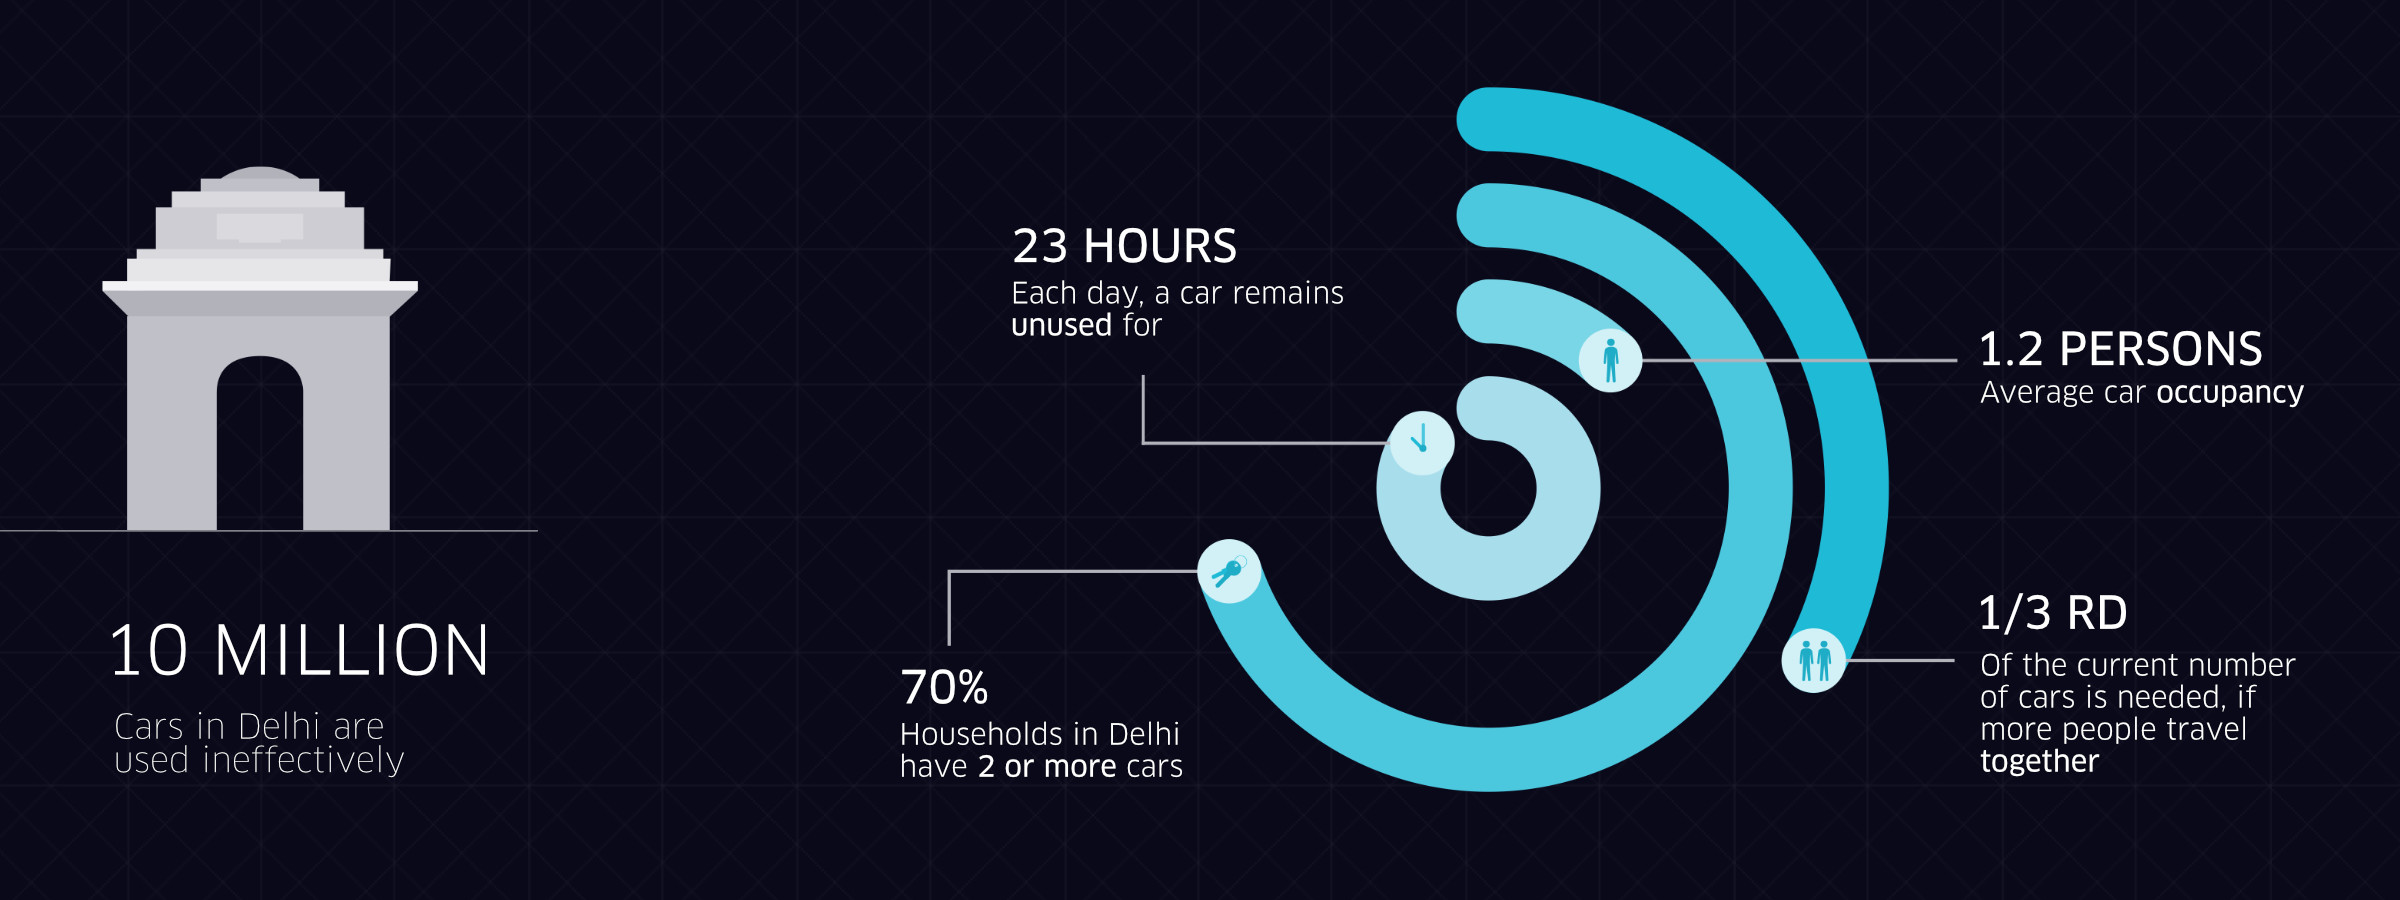 10 MILLION
Cars in Delhi are
used ineffectively
23 HOURS
Each day, a car remains
unused for
70%
Households in Delhi
have 2 or more cars
1.2 PERSONS
Average car occupancy
1/3 RD
Of the current number
of cars is needed, if
more people travel
together